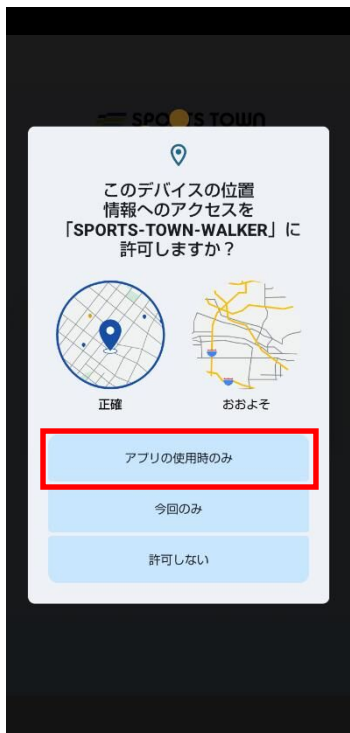 SPORTS TOWN
このデバイスの位置
情報へのアクセスを
「SPORTS-TOWN-WALKER」に
許可しますか？
正確 おおよそ
アプリの使用時のみ
今回のみ
許可しない